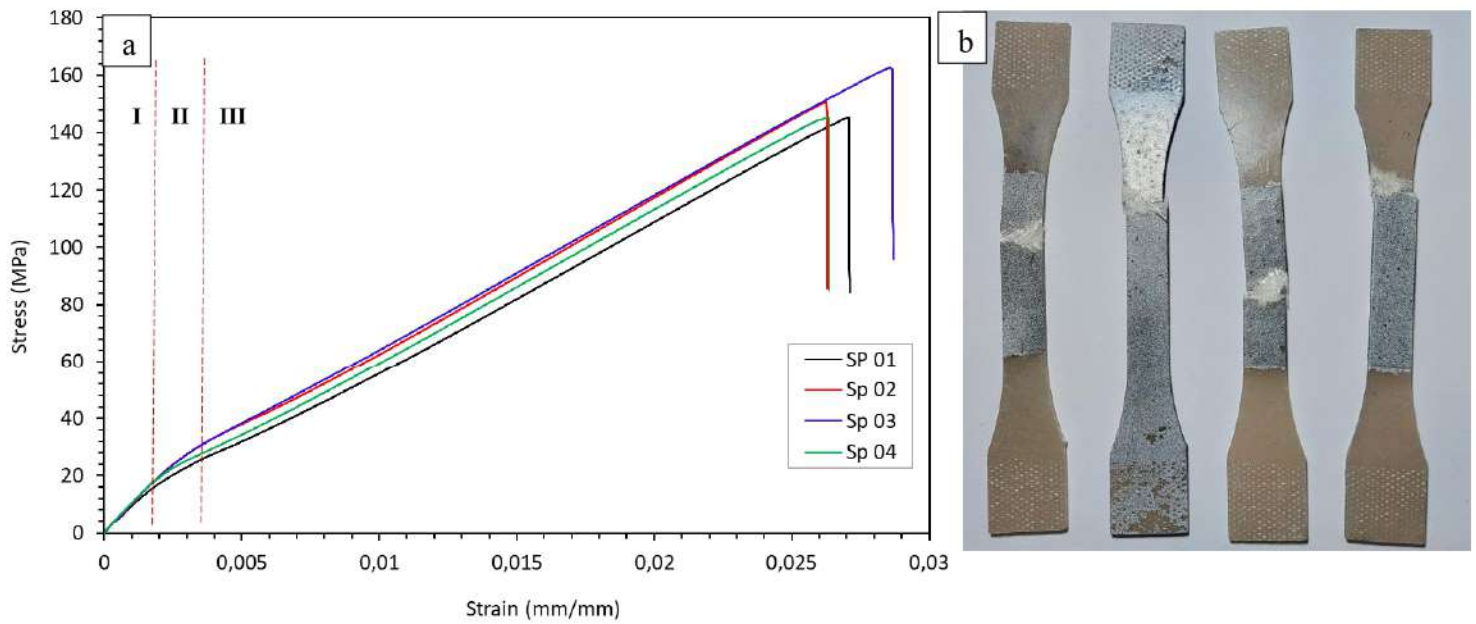 a
b
180
160
140
120
100
80
60
40
20
0
Stress (MPa)
I II III
SP 01
Sp 02
Sp 03
Sp 04
0 0,005 0,01 0,015 0,02 0,025 0,03
Strain (mm/mm)